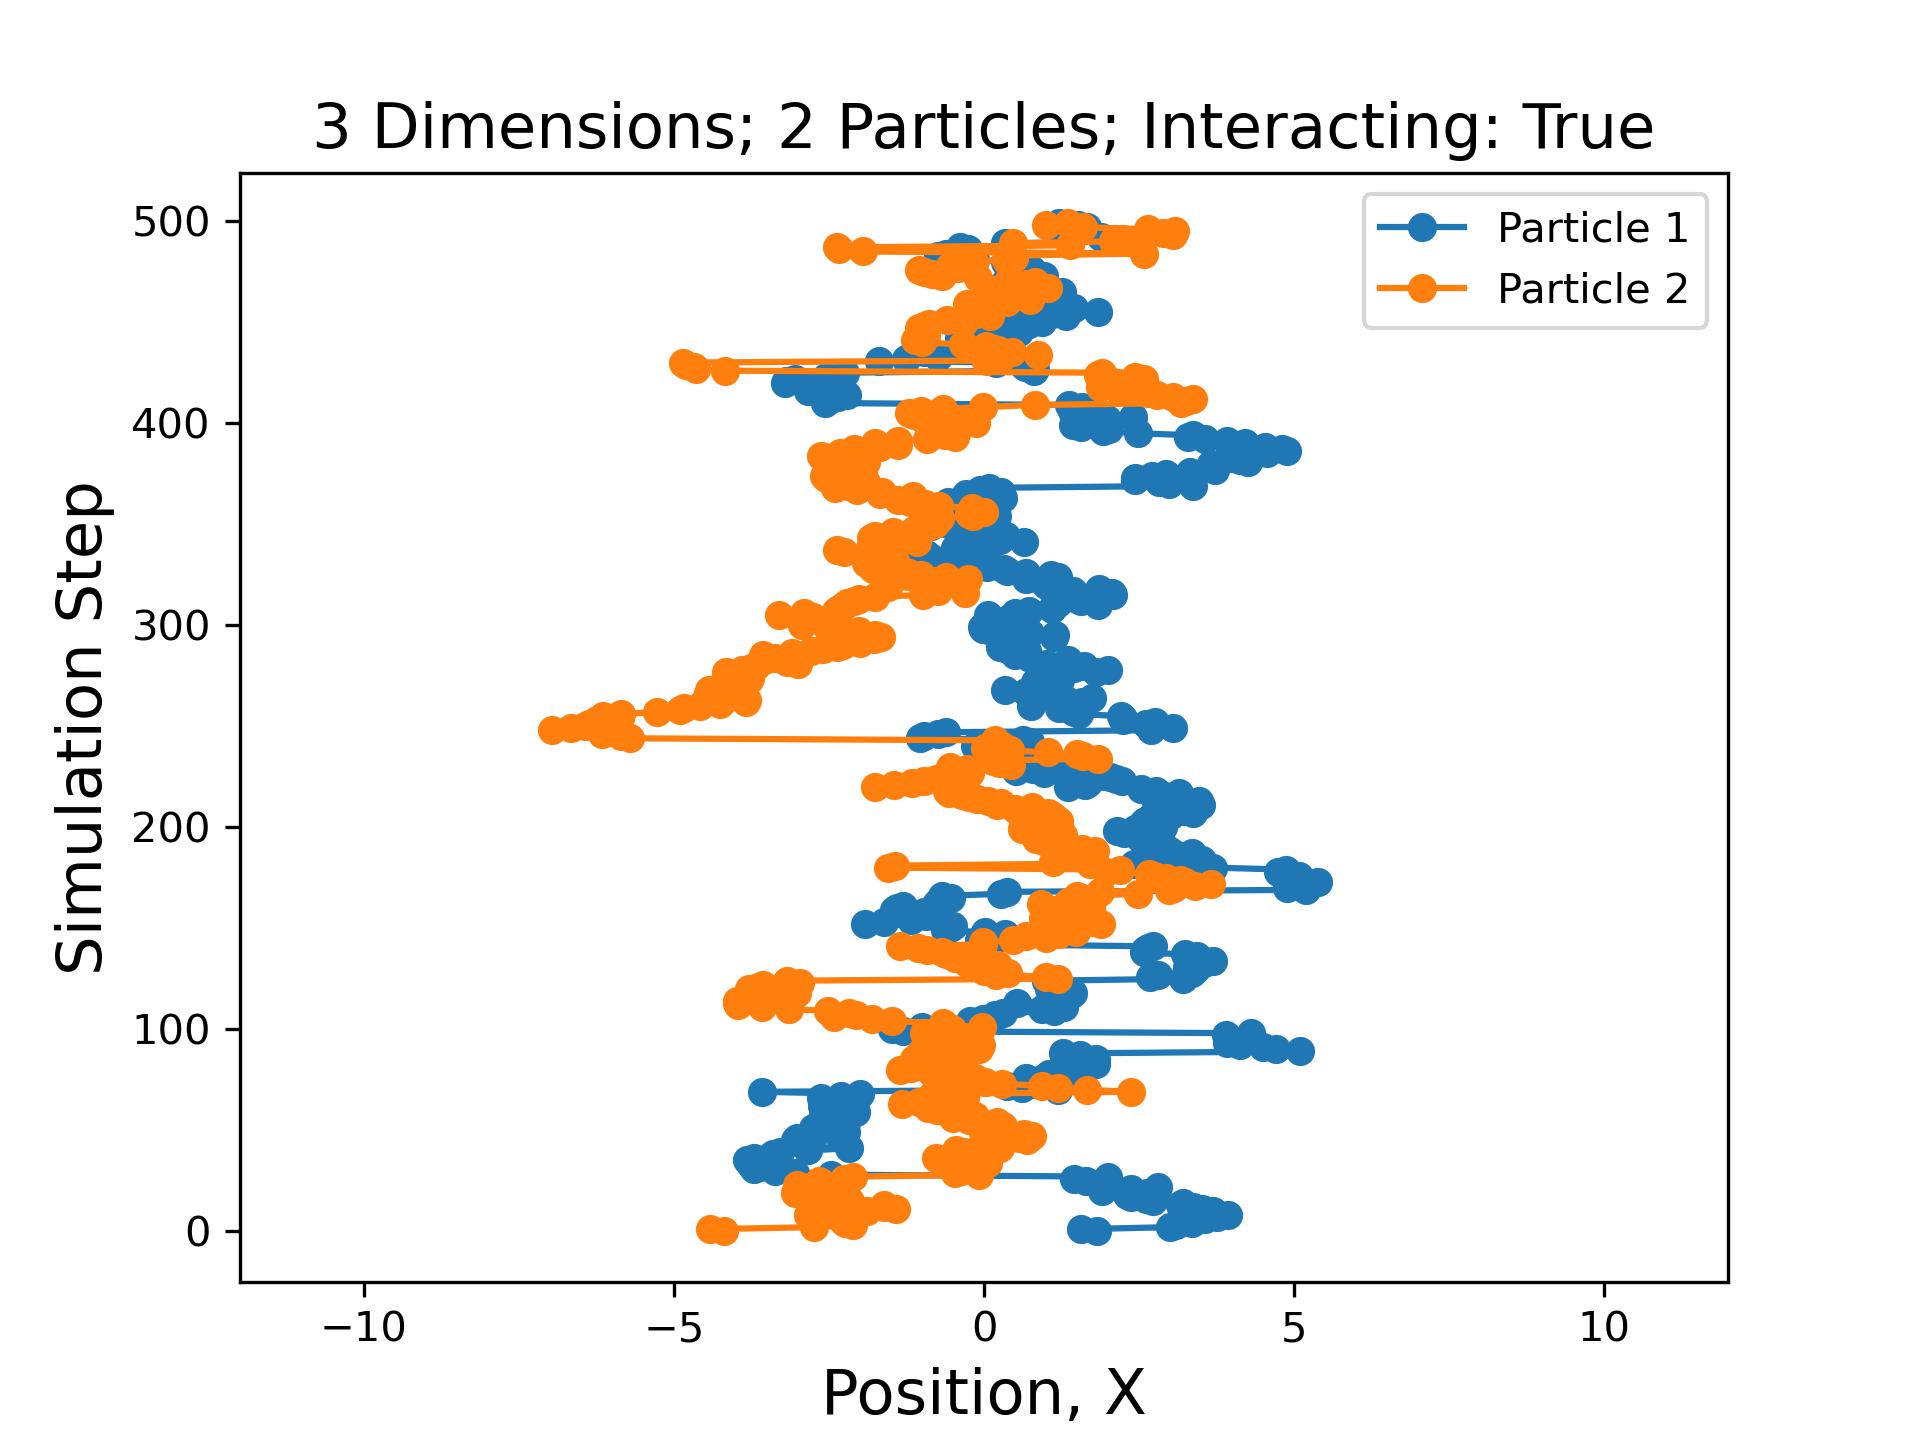 3 Dimensions; 2 Particles; Interacting: True
Particle 1
Particle 2
Simulation Step
500
400
300
200
100
0
−10 −5 0 5 10
Position, X